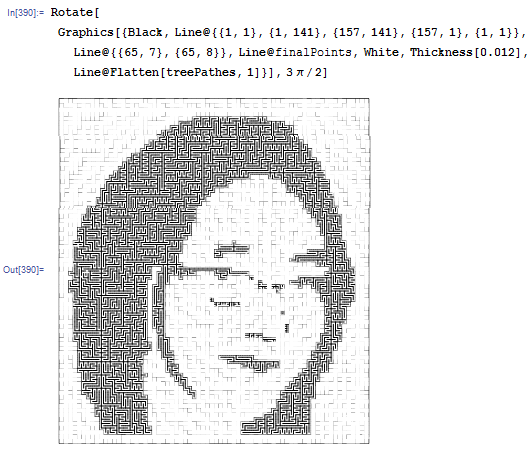 In[390]:= Rotate[
Graphics[{Black, Line@{{1, 1}, {1, 141}, {157, 141}, {157, 1}, {1, 1}},
Line@{{65, 7}, {65, 8}}, Line@finalPoints, White, Thickness[0.012],
Line@Flatten[treePathes, 1]}], 3 π / 2]
Out[390]=